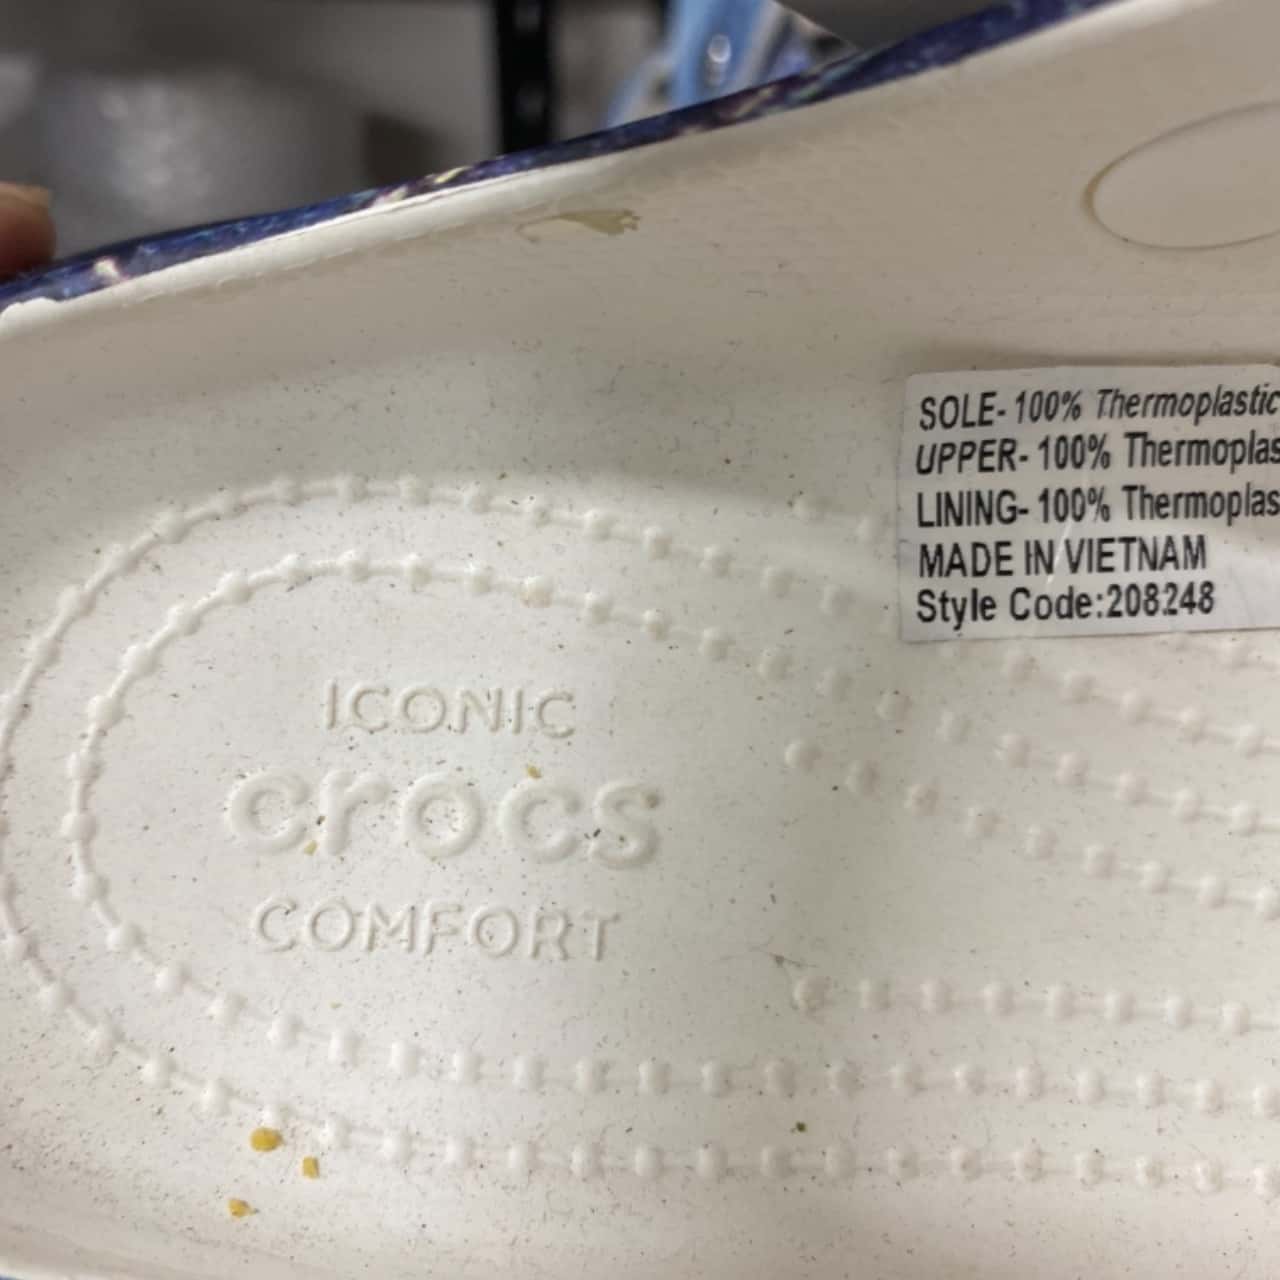 ICONIC
crocs
COMFORT
SOLE- 100% Thermoplastic
UPPER- 100% Thermoplas
LINING- 100% Thermoplas
MADE IN VIETNAM
Style Code:208248